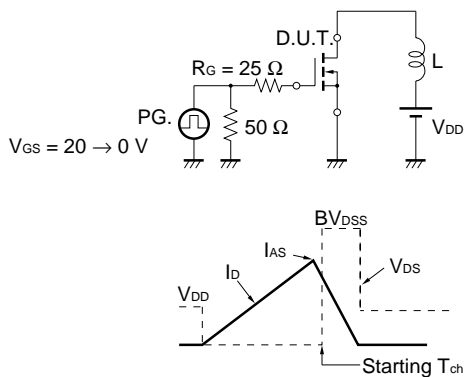 D.U.T.
RG = 25 Ω
L
PG.
50 Ω
VDD
VGS = 20 → 0 V
BVDSS
IAS
ID
VDS
VDD
Starting Tch